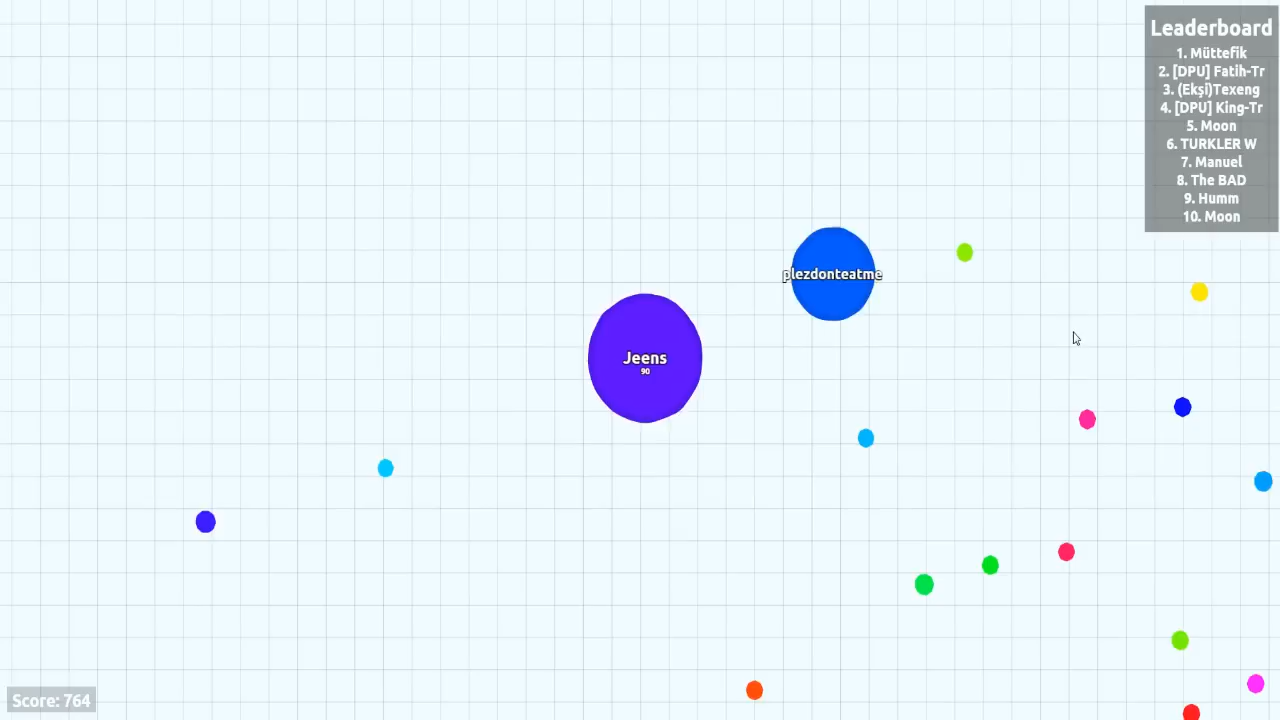 Leaderboard
1. Müttefik
2. [DPU] Fatih-Tr
3. (Ekşi)Texeng
4. [DPU] King-Tr
5. Moon
6. TURKLER W
7. Manuel
8. The BAD
9. Humm
10. Moon
plezdonteatme
Jeens
90
Score: 764